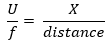 U/f = X/distance